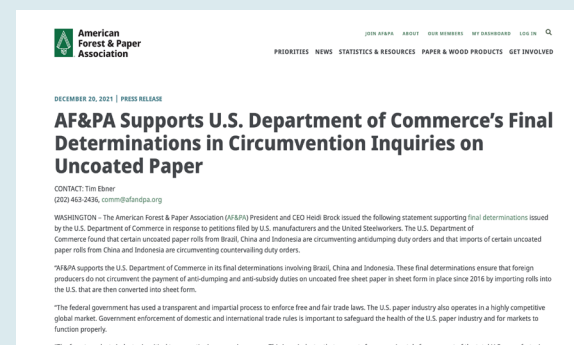 American
Forest & Paper
Association
JOIN AF&PA ABOUT OUR MEMBERS MY DASHBOARD LOG IN
PRIORITIES NEWS STATISTICS & RESOURCES PAPER & WOOD PRODUCTS GET INVOLVED
DECEMBER 20, 2021 | PRESS RELEASE
AF&PA Supports U.S. Department of Commerce's Final
Determinations in Circumvention Inquiries on
Uncoated Paper
CONTACT: Tim Ebner
(202) 463-2436, comm@afandpa.org
WASHINGTON – The American Forest & Paper Association (AF&PA) President and CEO Heidi Brock issued the following statement supporting final determinations issued
by the U.S. Department of Commerce in response to petitions filed by U.S. manufacturers and the United Steelworkers. The U.S. Department of
Commerce found that certain uncoated paper rolls from Brazil, China and Indonesia are circumventing antidumping duty orders and that imports of certain uncoated
paper rolls from China and Indonesia are circumventing countervailing duty orders.
"AF&PA supports the U.S. Department of Commerce in its final determinations involving Brazil, China and Indonesia. These final determinations ensure that foreign
producers do not circumvent the payment of anti-dumping and anti-subsidy duties on uncoated free sheet paper in sheet form in place since 2016 by importing rolls into
the U.S. that are then converted into sheet form.
"The federal government has used a transparent and impartial process to enforce free and fair trade laws. The U.S. paper industry also operates in a highly competitive
global market. Government enforcement of domestic and international trade rules is important to safeguard the health of the U.S. paper industry and for markets to
function properly.